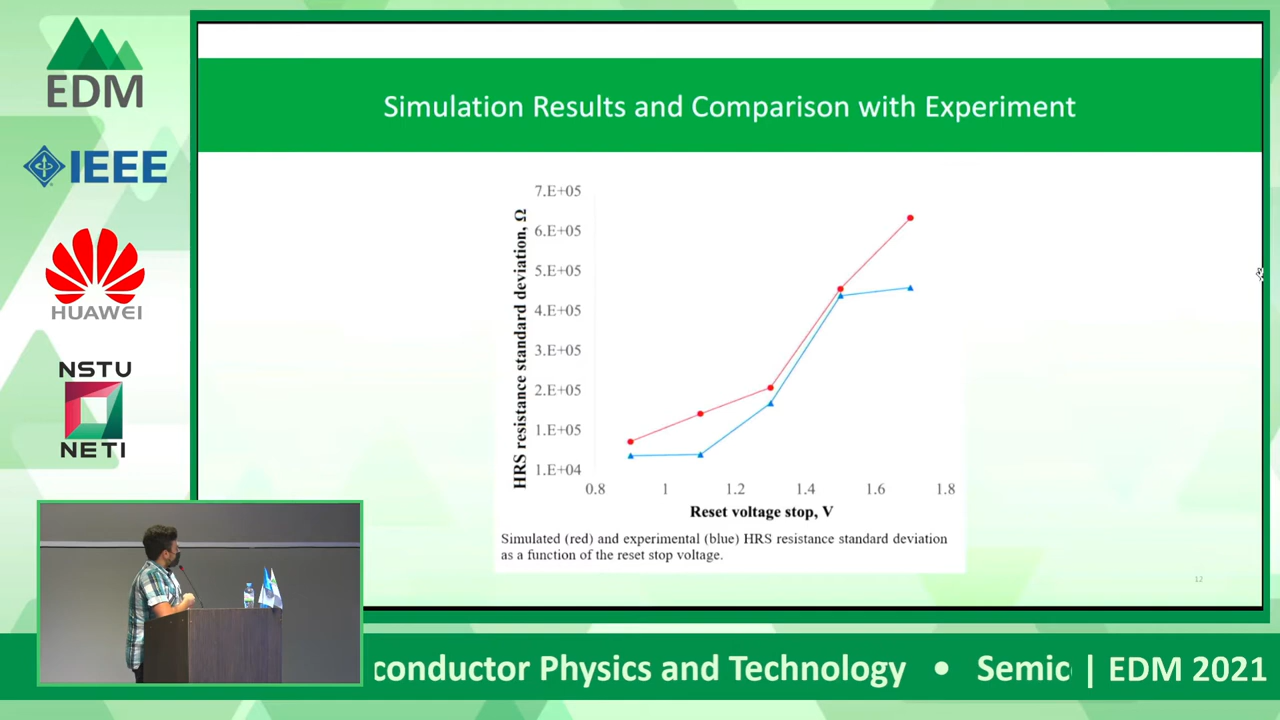 EDM
IEEE
HUAWEI
NSTU
NETI
Simulation Results and Comparison with Experiment
HRS resistance standard deviation, Ω
7.E+05
6.E+05
5.E+05
4.E+05
3.E+05
2.E+05
1.E+05
1.E+04
0.8 1 1.2 1.4 1.6 1.8
Reset voltage stop, V
Simulated (red) and experimental (blue) HRS resistance standard deviation
as a function of the reset stop voltage.
12
conductor Physics and Technology • Semic | EDM 2021